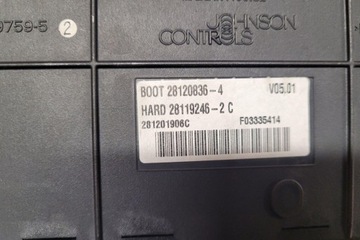 9759-5 2
JOHNSON
CONTROLS
BOOT 28120836-4 V05.01
HARD 28119246-2 C
281201906C F03335414